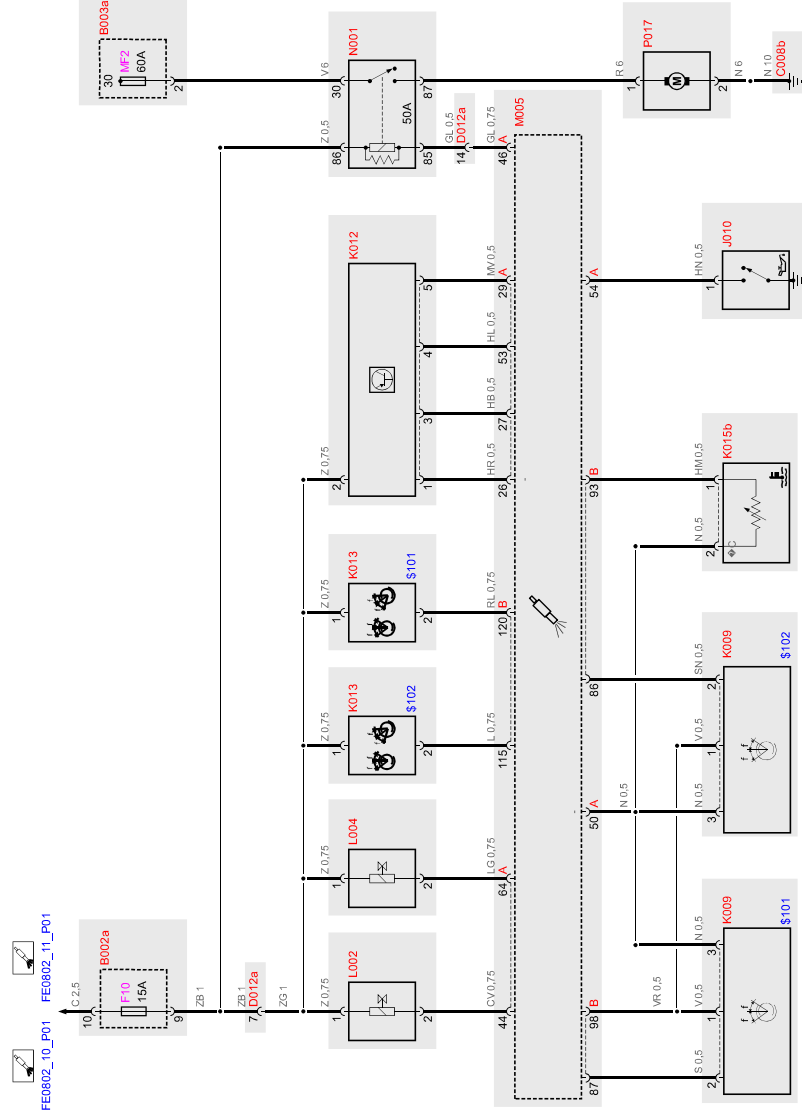 B003a
30
MF2
60A
2
V 6
N001
30
87
50A
86
85
Z 0,5
GL 0,5
14
D012a
GL 0,75
46
A
M005
R 6
P017
1
M
2
N 6
N 10
C008b
K012
5
4
3
1
2
Z 0,75
MV 0,5
29
A
HL 0,5
53
HB 0,5
27
HR 0,5
26
54
A
HN 0,5
1
J010
K013
$101
Z 0,75
1
2
RL 0,75
120
B
93
B
HM 0,5
1
K015b
N 0,5
2
C
K013
$102
Z 0,75
1
2
L 0,75
115
86
SN 0,5
2
K009
$102
V 0,5
1
N 0,5
3
f
f
L004
Z 0,75
1
2
LG 0,75
64
A
50
A
N 0,5
FE0802_11_P01
FE0802_10_P01
C 2,5
10
B002a
F10
15A
9
ZB 1
ZB 1
7
D012a
ZG 1
L002
Z 0,75
1
2
CV 0,75
44
98
B
VR 0,5
87
S 0,5
2
K009
$101
N 0,5
3
V 0,5
1
f
f